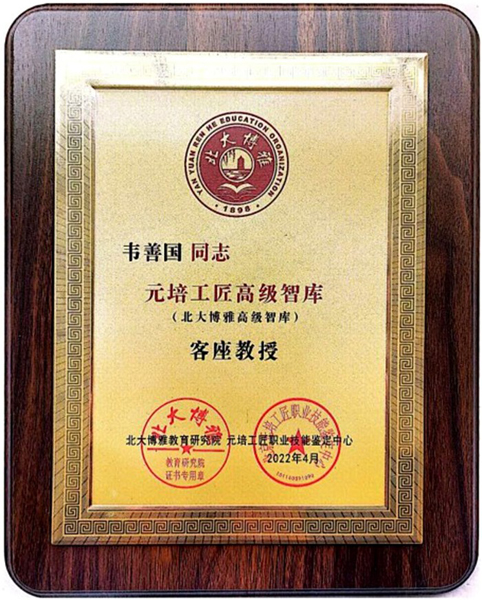 YAN YUAN REN HE EDUCATION ORGANIZATION
北大博雅
· 1898 ·
韦善国 同志
元培工匠高级智库
(北大博雅高级智库)
客座教授
北大博雅
教育研究院
证书专用章
北大博雅教育研究院 元培工匠职业技能鉴定中心
2022年4月